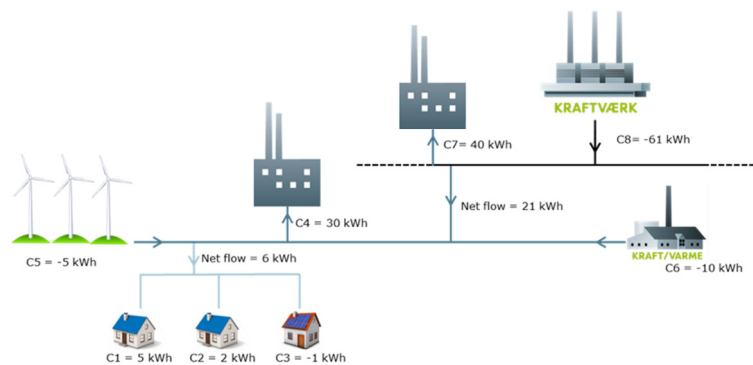 KRAFTVÆRK
C7= 40 kWh
C8= -61 kWh
C4 = 30 kWh
Net flow = 21 kWh
C5 = -5 kWh
Net flow = 6 kWh
KRAFT/VARME
C6 = -10 kWh
C1 = 5 kWh
C2 = 2 kWh
C3 = -1 kWh